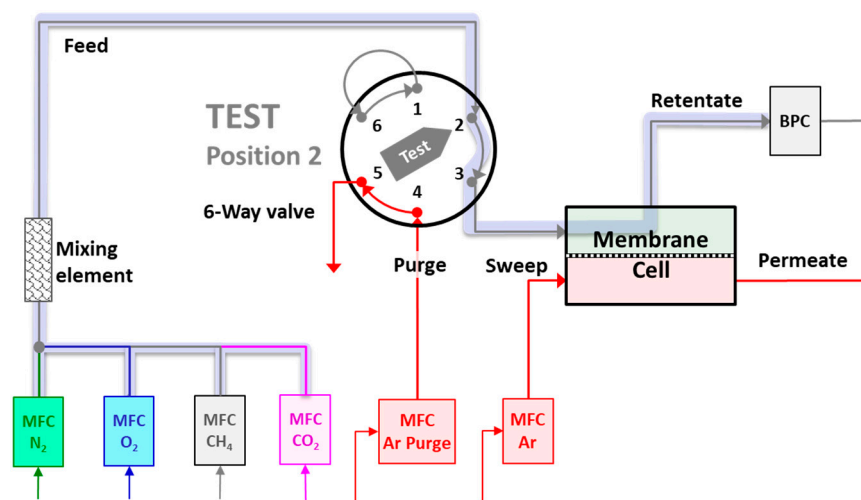 Feed
TEST
Position 2
1
2
3
4
5
6
Test
6-Way valve
Retentate
BPC
Mixing
element
Purge
Sweep
Membrane
Cell
Permeate
MFC
N₂
MFC
O₂
MFC
CH₄
MFC
CO₂
MFC
Ar Purge
MFC
Ar